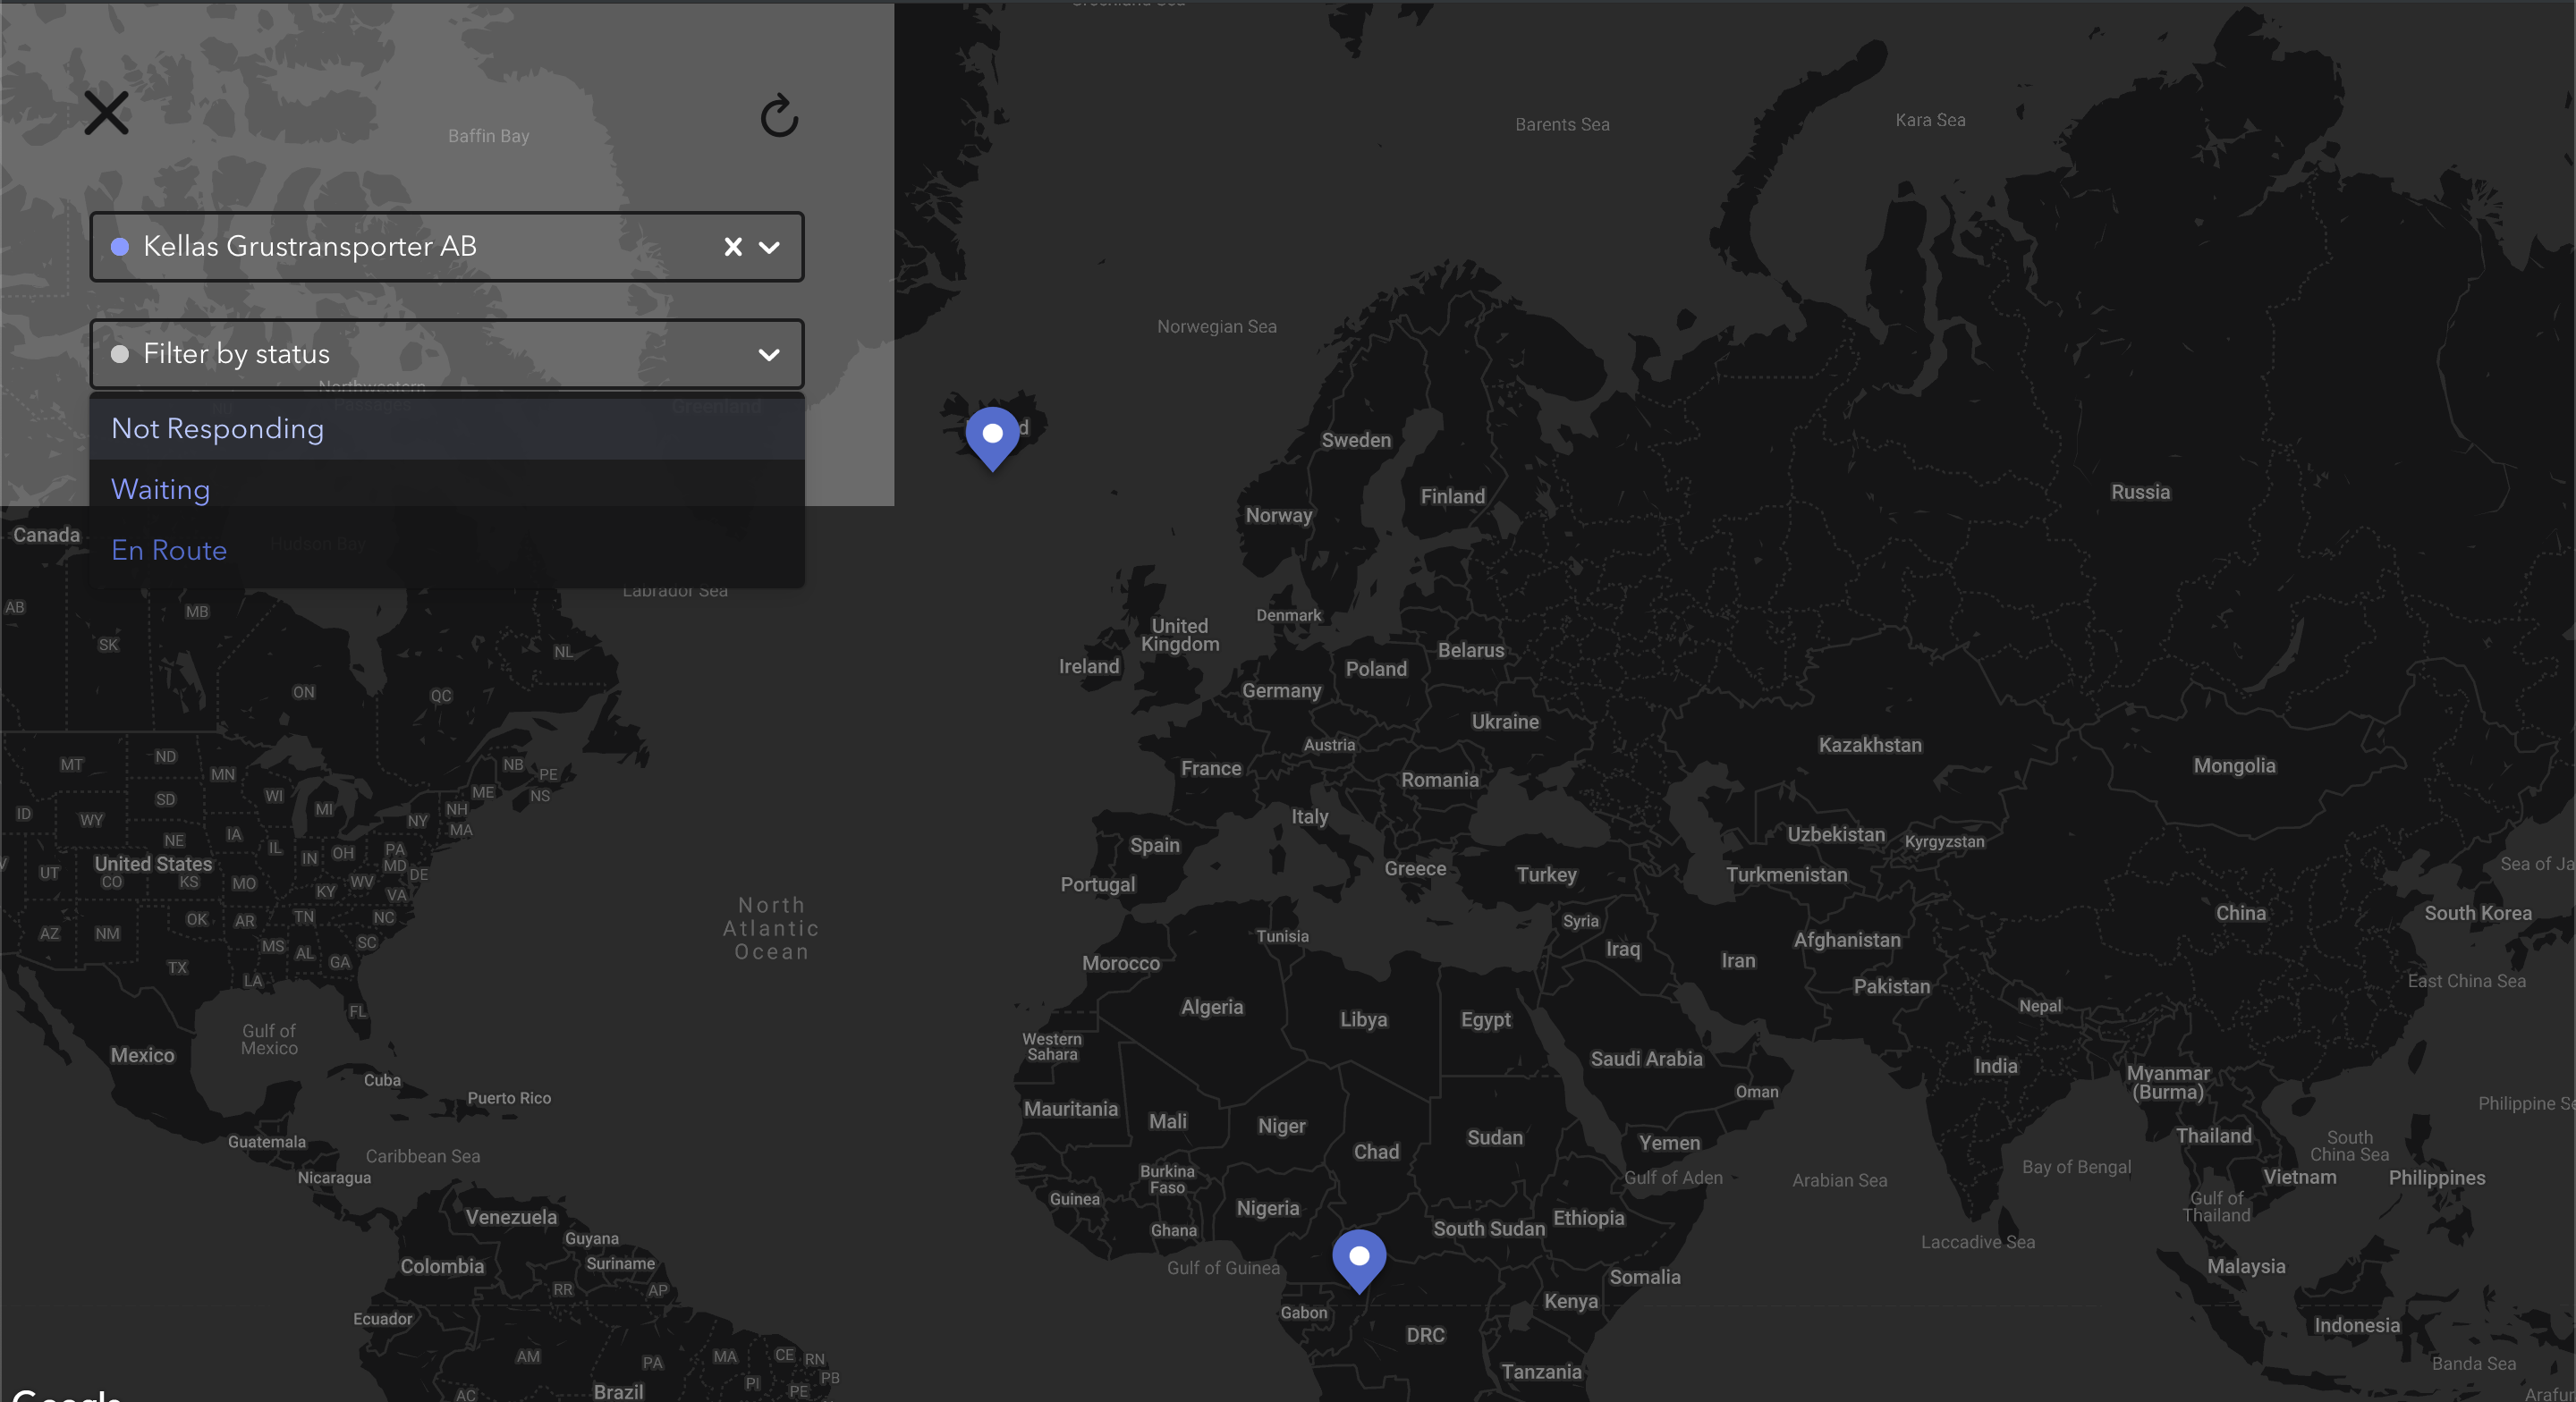 Baffin Bay
Kellas Grustransporter AB
Filter by status
Northwestern
Passages
NU
Greenland
Not Responding
Waiting
En Route
Hudson Bay
Labrador Sea
Canada
AB
SK
MB
ON
QC
NL
MT
ND
MN
WI
MI
NB
PE
NS
ME
NH
NY
MA
ID
WY
SD
NE
IA
IL
IN
OH
PA
MD
DE
United States
UT
CO
KS
MO
KY
WV
VA
AZ
NM
OK
AR
TN
NC
MS
AL
GA
SC
TX
LA
FL
Gulf of
Mexico
Mexico
Cuba
Puerto Rico
Guatemala
Caribbean Sea
Nicaragua
Venezuela
Guyana
Suriname
Colombia
RR
AP
Ecuador
AM
PA
MA
CE
RN
PB
PI
PE
AC
Brazil
North
Atlantic
Ocean
Barents Sea
Kara Sea
Norwegian Sea
Sweden
Finland
Norway
Russia
Denmark
United
Kingdom
Ireland
Belarus
Poland
Germany
Ukraine
Austria
France
Romania
Kazakhstan
Mongolia
Italy
Spain
Portugal
Greece
Turkey
Uzbekistan
Kyrgyzstan
Turkmenistan
Sea of Ja
China
South Korea
Tunisia
Syria
Iraq
Iran
Afghanistan
Pakistan
Nepal
East China Sea
Morocco
Algeria
Libya
Egypt
Western
Sahara
Saudi Arabia
Oman
India
Myanmar
(Burma)
Philippine Se
Mauritania
Mali
Niger
Chad
Sudan
Yemen
Gulf of Aden
Arabian Sea
Bay of Bengal
Thailand
South
China Sea
Vietnam
Philippines
Gulf of
Thailand
Burkina
Faso
Guinea
Ghana
Nigeria
South Sudan
Ethiopia
Laccadive Sea
Gulf of Guinea
Somalia
Malaysia
Gabon
Kenya
DRC
Indonesia
Tanzania
Banda Sea
Arafur
Google